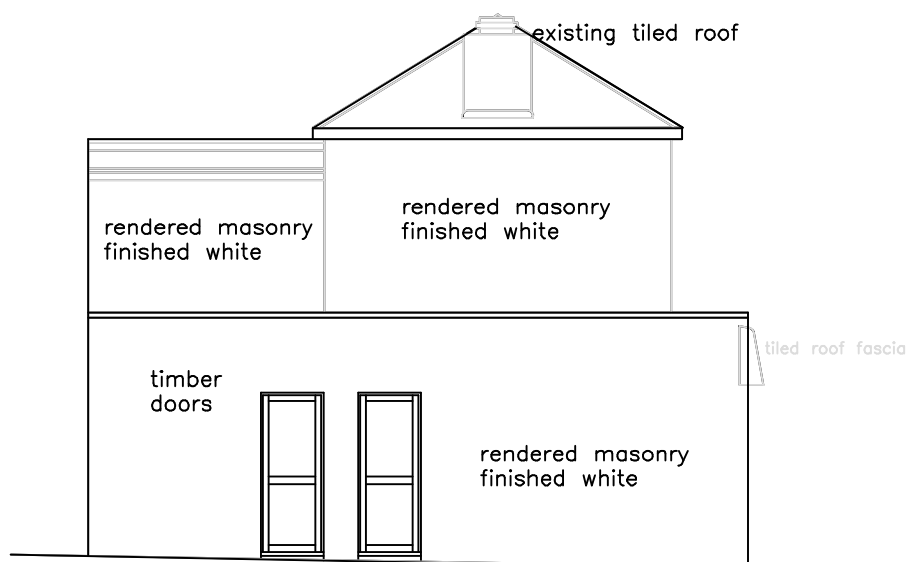 existing tiled roof
rendered masonry
finished white
rendered masonry
finished white
tiled roof fascia
timber
doors
rendered masonry
finished white